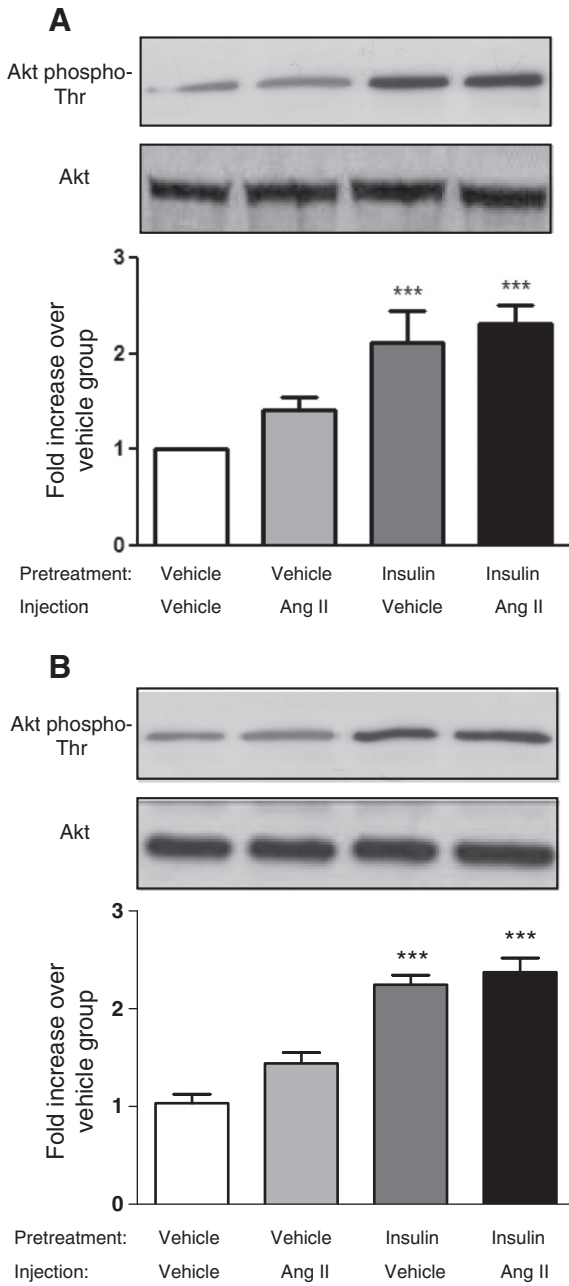 A
Akt phospho-
Thr
Akt
Fold increase over
vehicle group
3
2
1
0
***
***
Pretreatment: Vehicle Vehicle Insulin Insulin
Injection Vehicle Ang II Vehicle Ang II
B
Akt phospho-
Thr
Akt
Fold increase over
vehicle group
3
2
1
0
***
***
Pretreatment: Vehicle Vehicle Insulin Insulin
Injection: Vehicle Ang II Vehicle Ang II